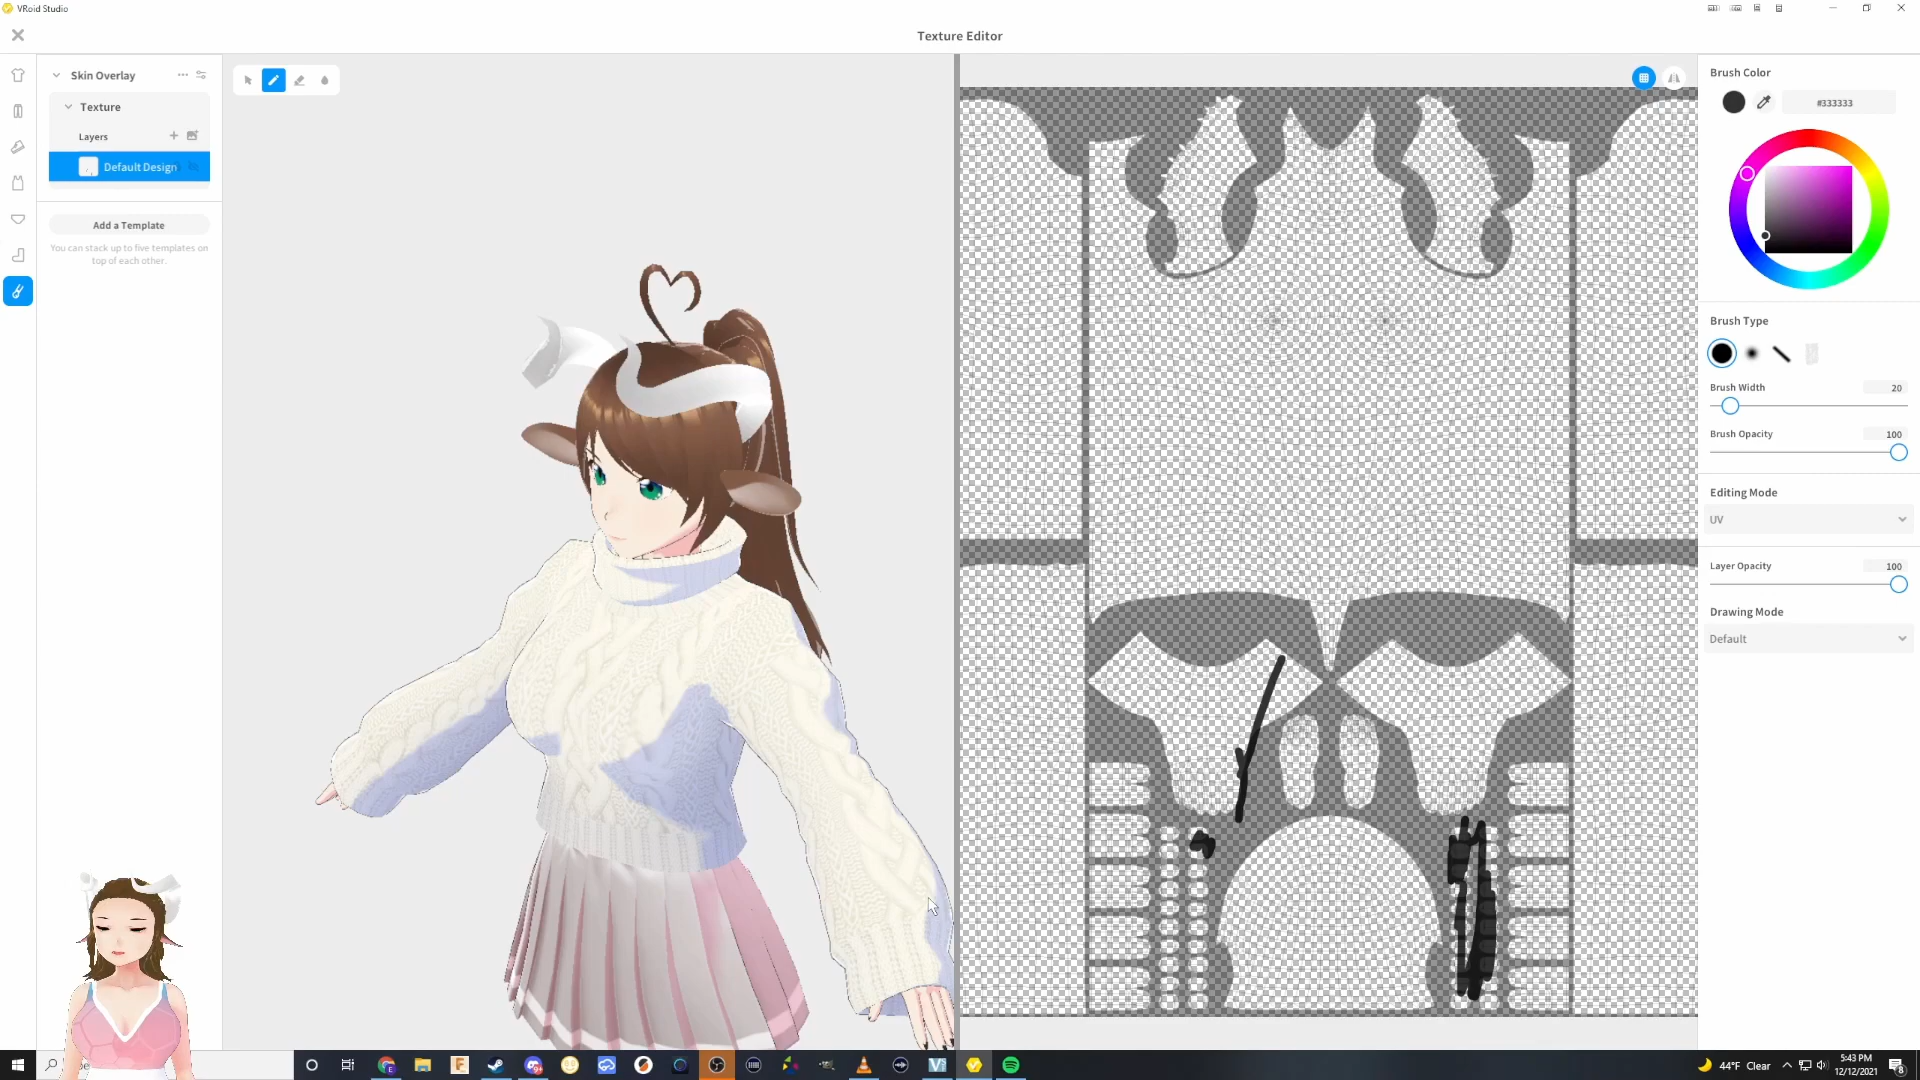 VRoid Studio
Texture Editor
Skin Overlay
Texture
Layers
Default Design
Add a Template
You can stack up to five templates on
top of each other.
Brush Color
#333333
Brush Type
Brush Width
20
Brush Opacity
100
Editing Mode
UV
Layer Opacity
100
Drawing Mode
Default
44°F Clear
5:43 PM
12/12/2021
8